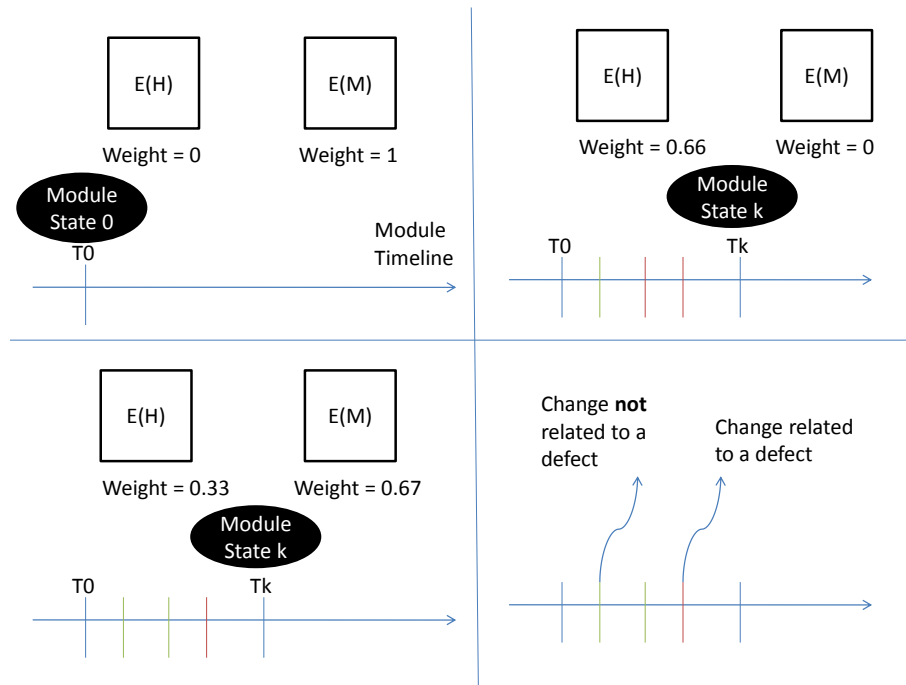 E(H)
E(M)
Weight = 0
Weight = 1
Module
State 0
T0
Module
Timeline
E(H)
E(M)
Weight = 0.66
Weight = 0
Module
State k
T0
Tk
E(H)
E(M)
Weight = 0.33
Weight = 0.67
Module
State k
T0
Tk
Change not
related to a
defect
Change related
to a defect